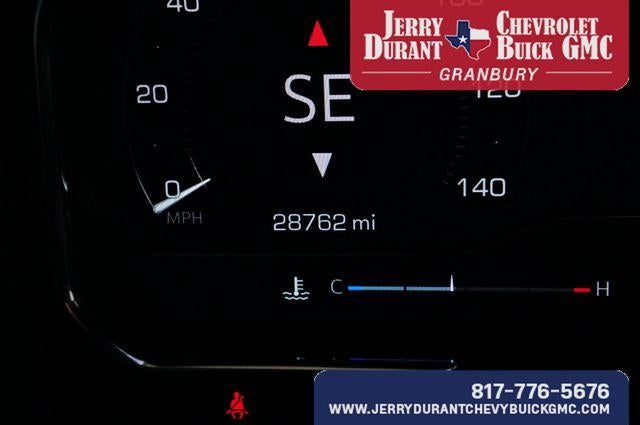 40
160
JERRY CHEVROLET
DURANT BUICK GMC
GRANBURY
20
SE
120
0
MPH
140
28762 mi
C H
817-776-5676
WWW.JERRYDURANTCHEVYBUICKGMC.COM